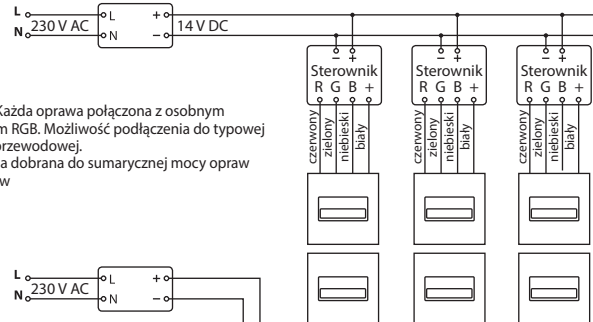 L
N
230 V AC
L
N
+
–
14 V DC
– +
Sterownik
R G B +
czerwony
zielony
niebieski
biały
– +
Sterownik
R G B +
czerwony
zielony
niebieski
biały
– +
Sterownik
R G B +
czerwony
zielony
niebieski
biały
Każda oprawa połączona z osobnym
m RGB. Możliwość podłączenia do typowej
przewodowej.
a dobrana do sumarycznej mocy opraw
w
L
N
230 V AC
L
N
+
–